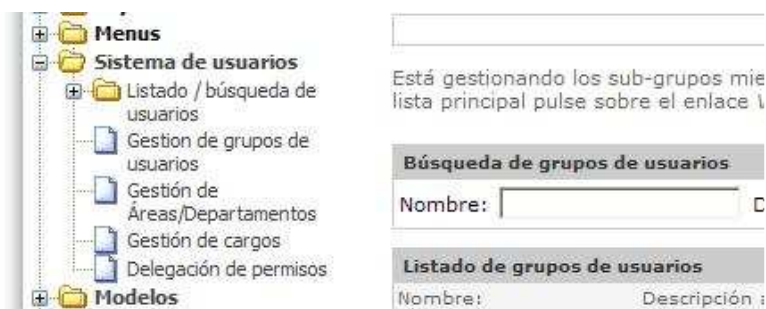 Menus
Sistema de usuarios
Listado / búsqueda de
usuarios
Gestion de grupos de
usuarios
Gestión de
Áreas/Departamentos
Gestión de cargos
Delegación de permisos
Modelos
Está gestionando los sub-grupos mie
lista principal pulse sobre el enlace
Búsqueda de grupos de usuarios
Nombre: D
Listado de grupos de usuarios
Nombre: Descripción